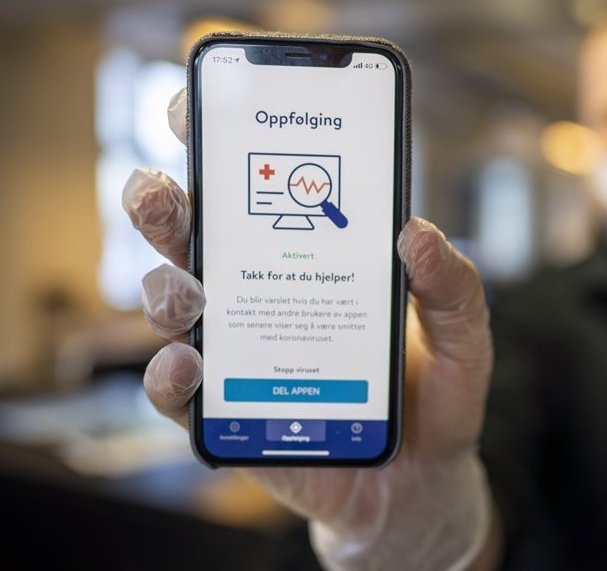 17:52
4G
Oppfølging
Aktivert
Takk for at du hjelper!
Du blir varslet hvis du har vært i
kontakt med andre brukere av appen
som senere viser seg å være smittet
med koronaviruset.
Stopp viruset
DEL APPEN
Innstillinger Oppfølging Info